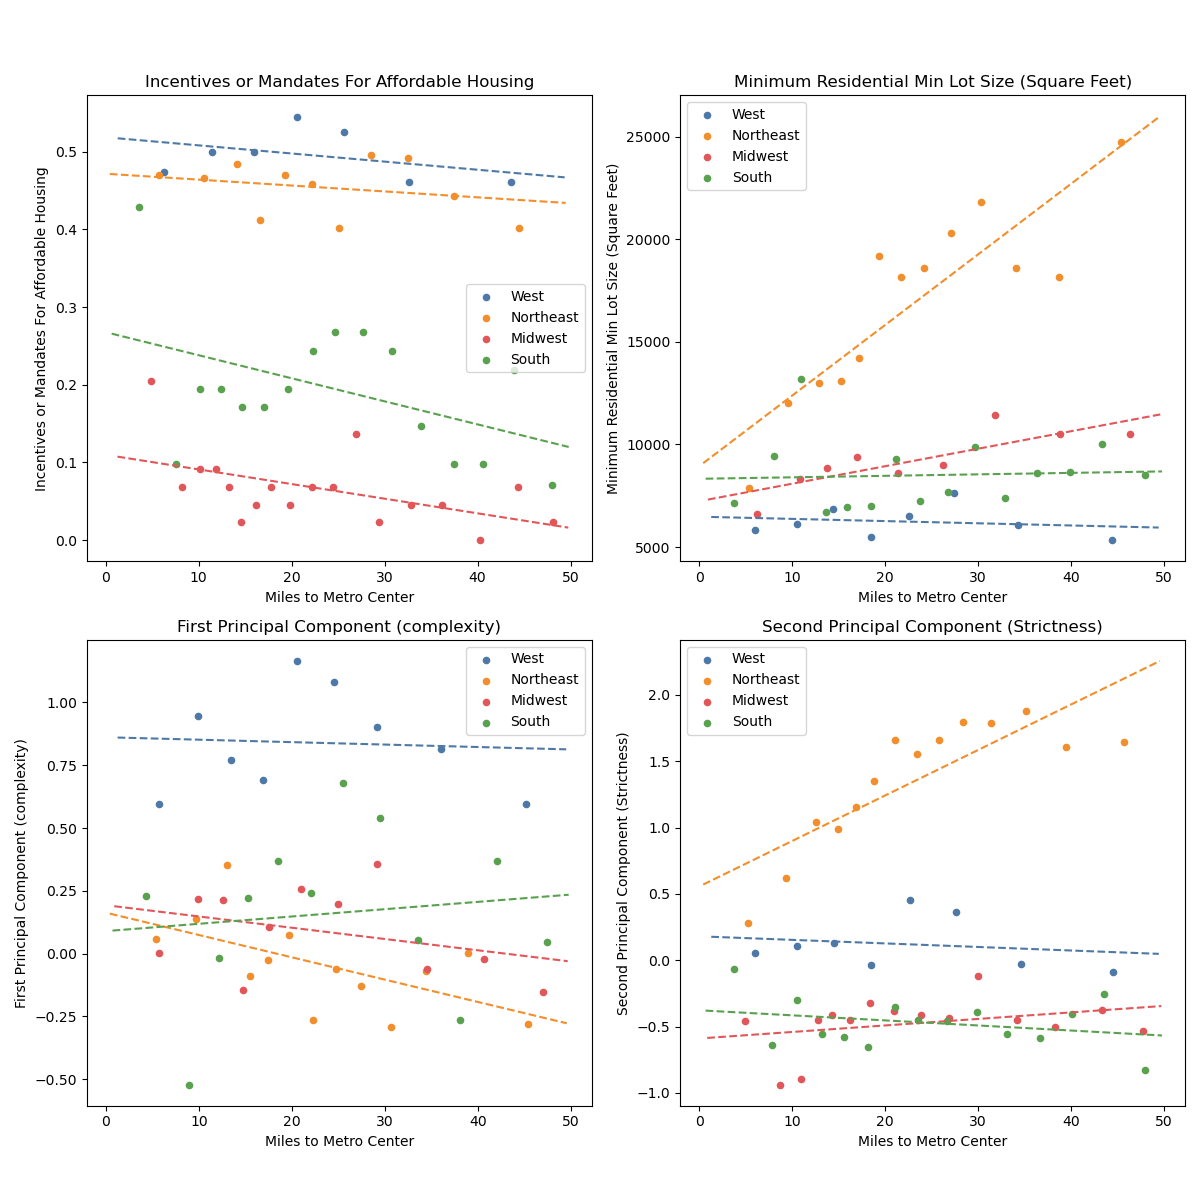 Incentives or Mandates For Affordable Housing
Incentives or Mandates For Affordable Housing
0.5
0.4
0.3
0.2
0.1
0.0
West
Northeast
Midwest
South
0 10 20 30 40 50
Miles to Metro Center
Minimum Residential Min Lot Size (Square Feet)
Minimum Residential Min Lot Size (Square Feet)
25000
20000
15000
10000
5000
West
Northeast
Midwest
South
0 10 20 30 40 50
Miles to Metro Center
First Principal Component (complexity)
First Principal Component (complexity)
1.00
0.75
0.50
0.25
0.00
−0.25
−0.50
West
Northeast
Midwest
South
0 10 20 30 40 50
Miles to Metro Center
Second Principal Component (Strictness)
Second Principal Component (Strictness)
2.0
1.5
1.0
0.5
0.0
−0.5
−1.0
West
Northeast
Midwest
South
0 10 20 30 40 50
Miles to Metro Center